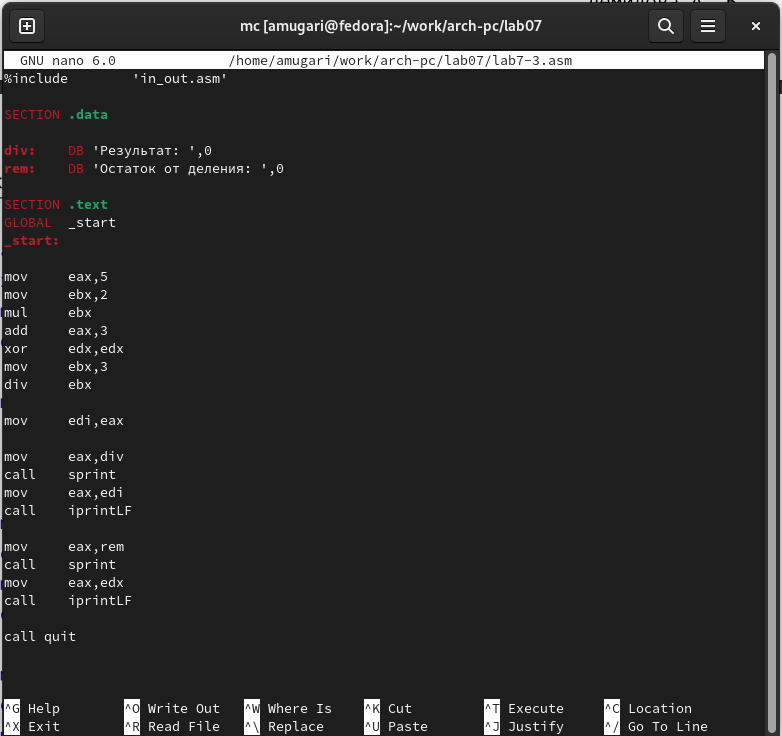 mc [amugari@fedora]:~/work/arch-pc/lab07
GNU nano 6.0 /home/amugari/work/arch-pc/lab07/lab7-3.asm
%include 'in_out.asm'
SECTION .data
div: DB 'Результат: ',0
rem: DB 'Остаток от деления: ',0
SECTION .text
GLOBAL _start
_start:
mov eax,5
mov ebx,2
mul ebx
add eax,3
xor edx,edx
mov ebx,3
div ebx
mov edi,eax
mov eax,div
call sprint
mov eax,edi
call iprintLF
mov eax,rem
call sprint
mov eax,edx
call iprintLF
call quit
^G Help ^O Write Out ^W Where Is ^K Cut ^T Execute ^C Location
^X Exit ^R Read File ^\ Replace ^U Paste ^J Justify ^/ Go To Line